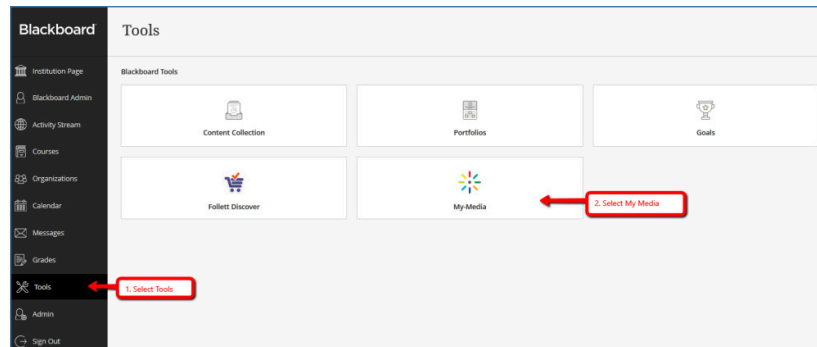 Blackboard
Tools
Institution Page
Blackboard Admin
Activity Stream
Courses
Organizations
Calendar
Messages
Grades
Tools
Admin
Sign Out
Blackboard Tools
Content Collection
Portfolios
Goals
Follett Discover
My-Media
2. Select My Media
1. Select Tools